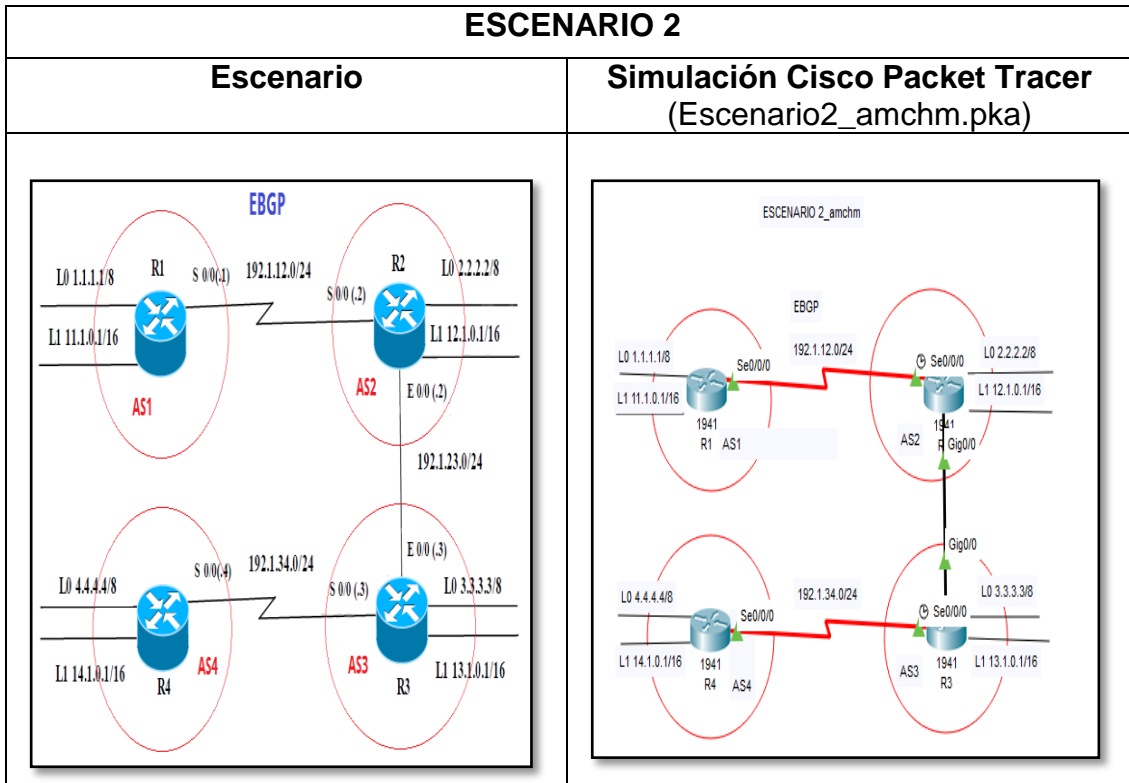 ESCENARIO 2
Escenario
Simulación Cisco Packet Tracer
(Escenario2_amchm.pka)
EBGP
L0 1.1.1.1/8
R1
S 0/0(.1)
192.1.12.0/24
R2
L0 2.2.2.2/8
S 0/0 (.2)
L1 11.1.0.1/16
L1 12.1.0.1/16
AS1
AS2
E 0/0 (.2)
192.1.23.0/24
E 0/0 (.3)
L0 4.4.4.4/8
S 0/0(.4)
192.1.34.0/24
S 0/0 (.3)
L0 3.3.3.3/8
L1 14.1.0.1/16
R4
AS4
AS3
R3
L1 13.1.0.1/16
ESCENARIO 2_amchm
EBGP
L0 1.1.1.1/8
Se0/0/0
192.1.12.0/24
Se0/0/0
L0 2.2.2.2/8
L1 11.1.0.1/16
L1 12.1.0.1/16
1941
R1
AS1
AS2
1941
Gig0/0
Gig0/0
L0 4.4.4.4/8
Se0/0/0
192.1.34.0/24
Se0/0/0
L0 3.3.3.3/8
L1 14.1.0.1/16
1941
R4
AS4
AS3
1941
R3
L1 13.1.0.1/16